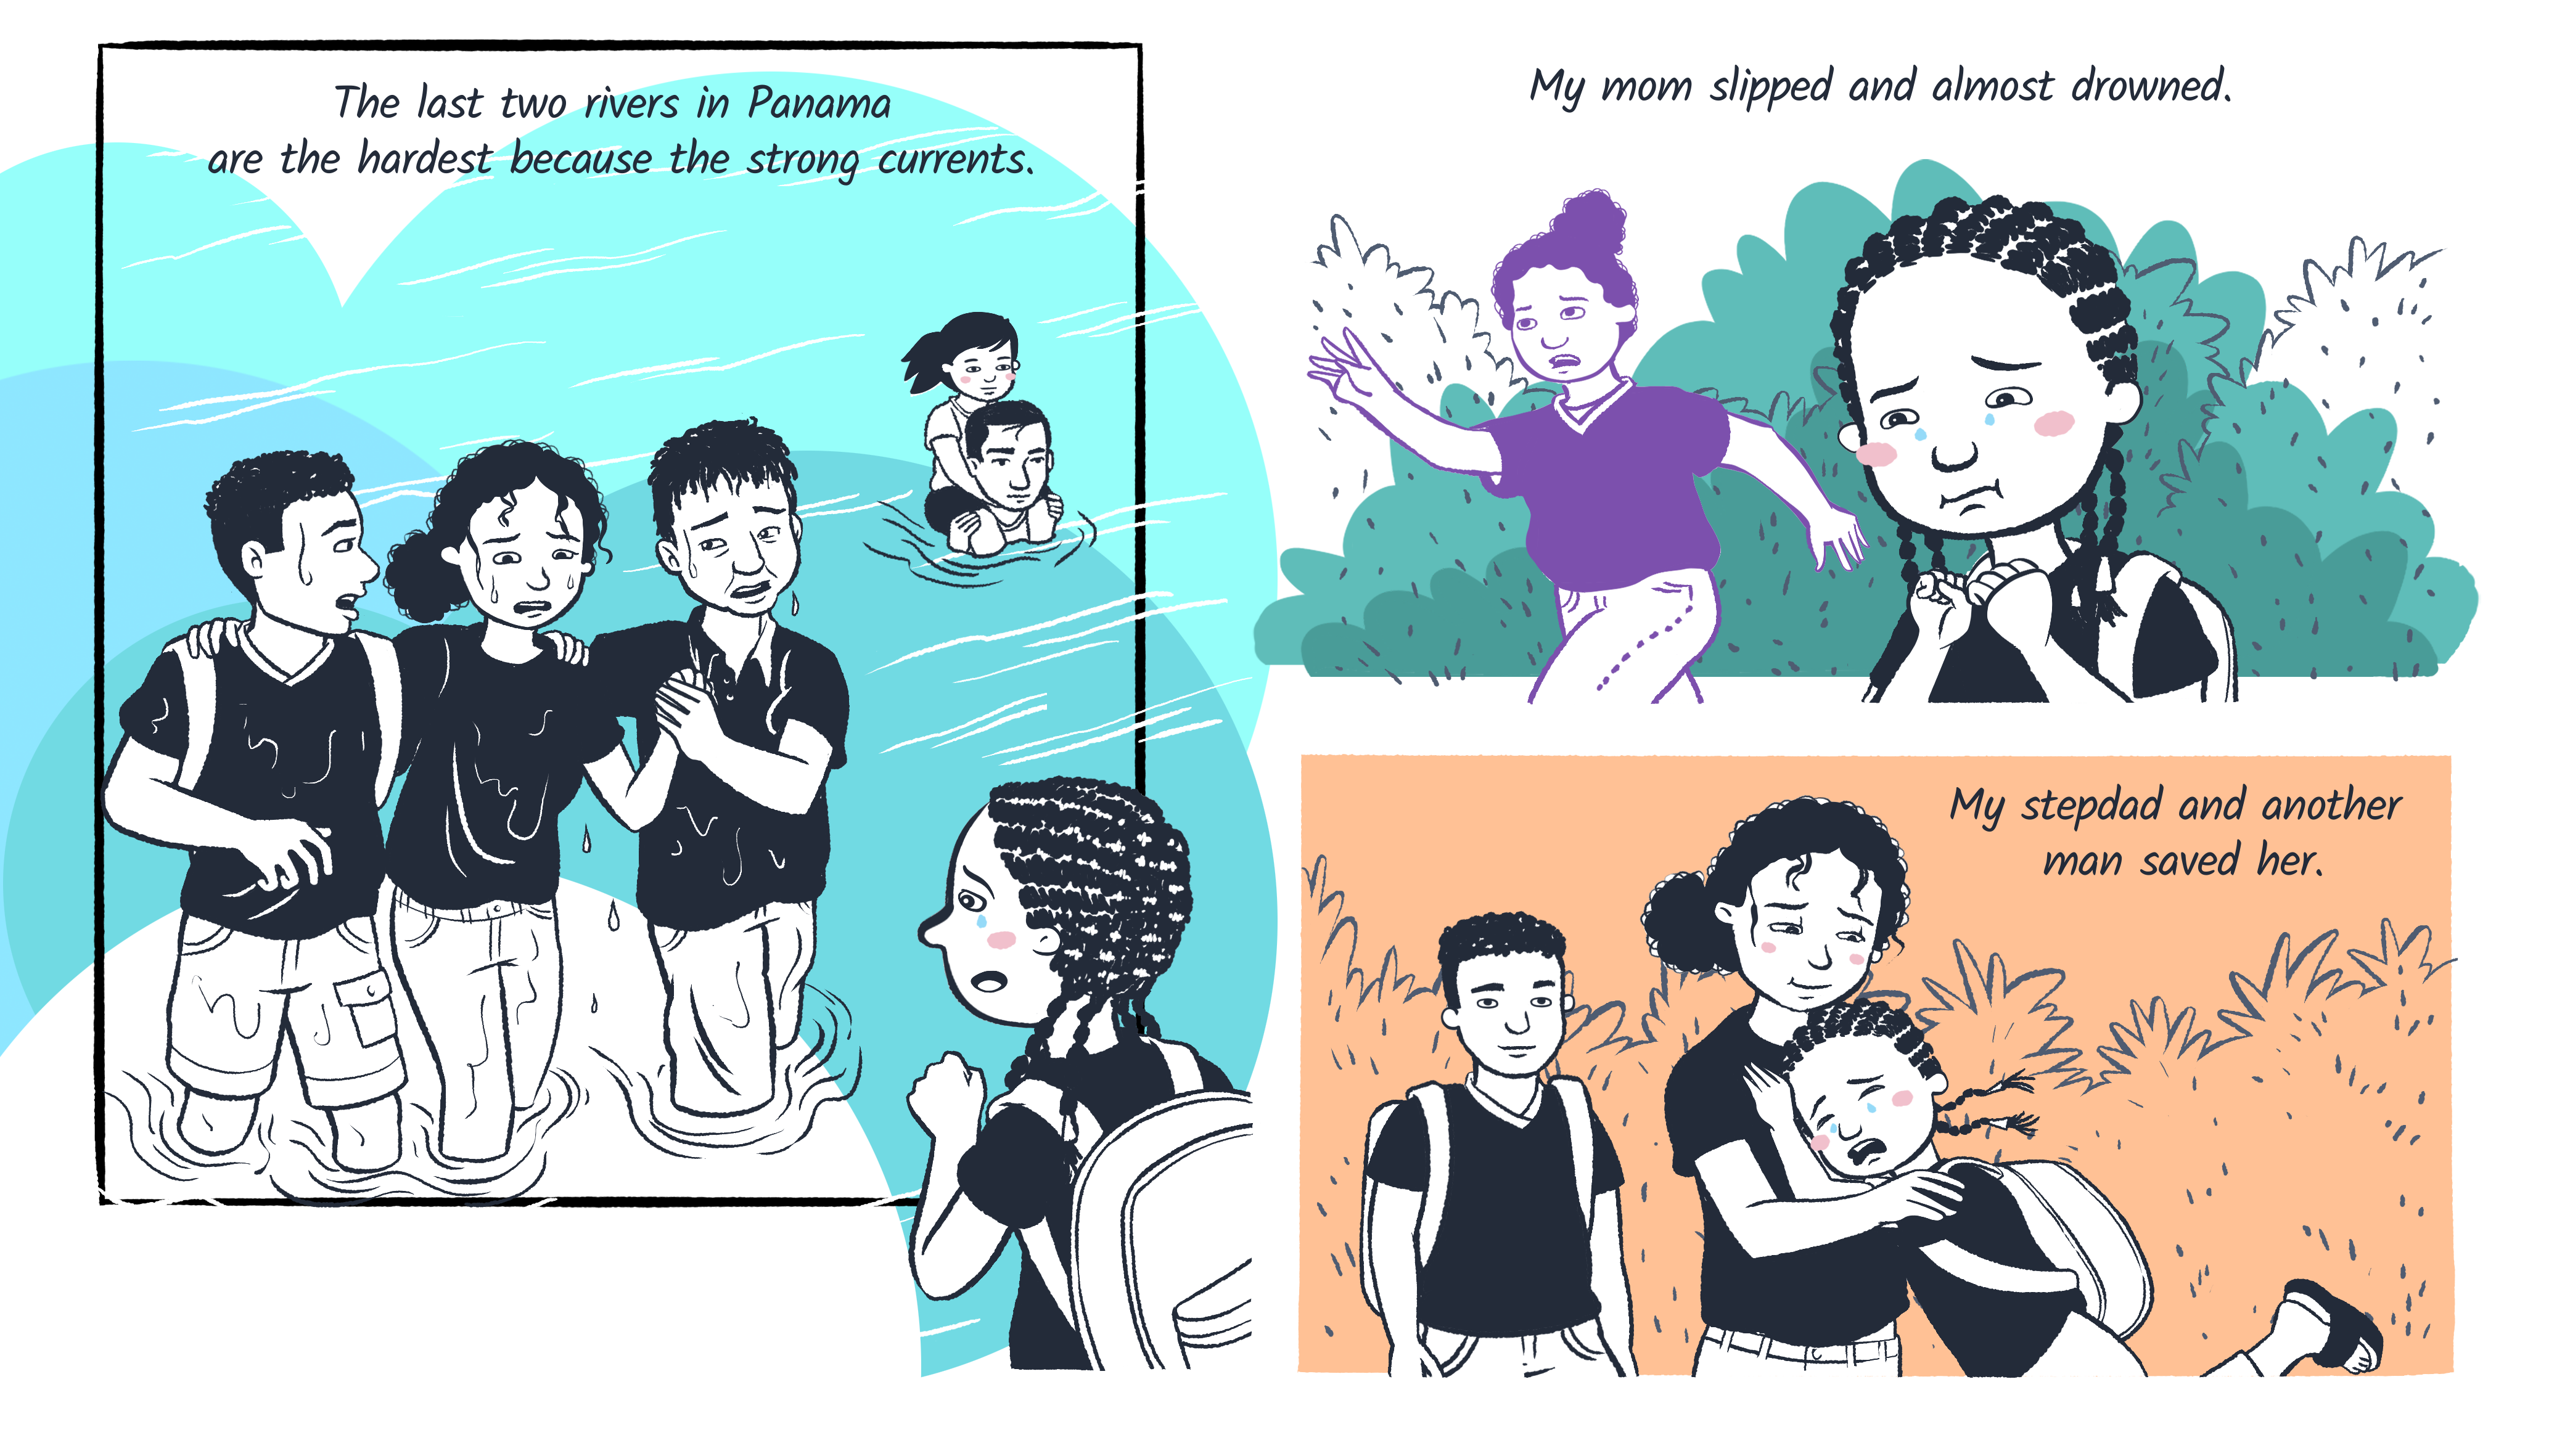 The last two rivers in Panama
are the hardest because the strong currents.
My mom slipped and almost drowned.
My stepdad and another
man saved her.